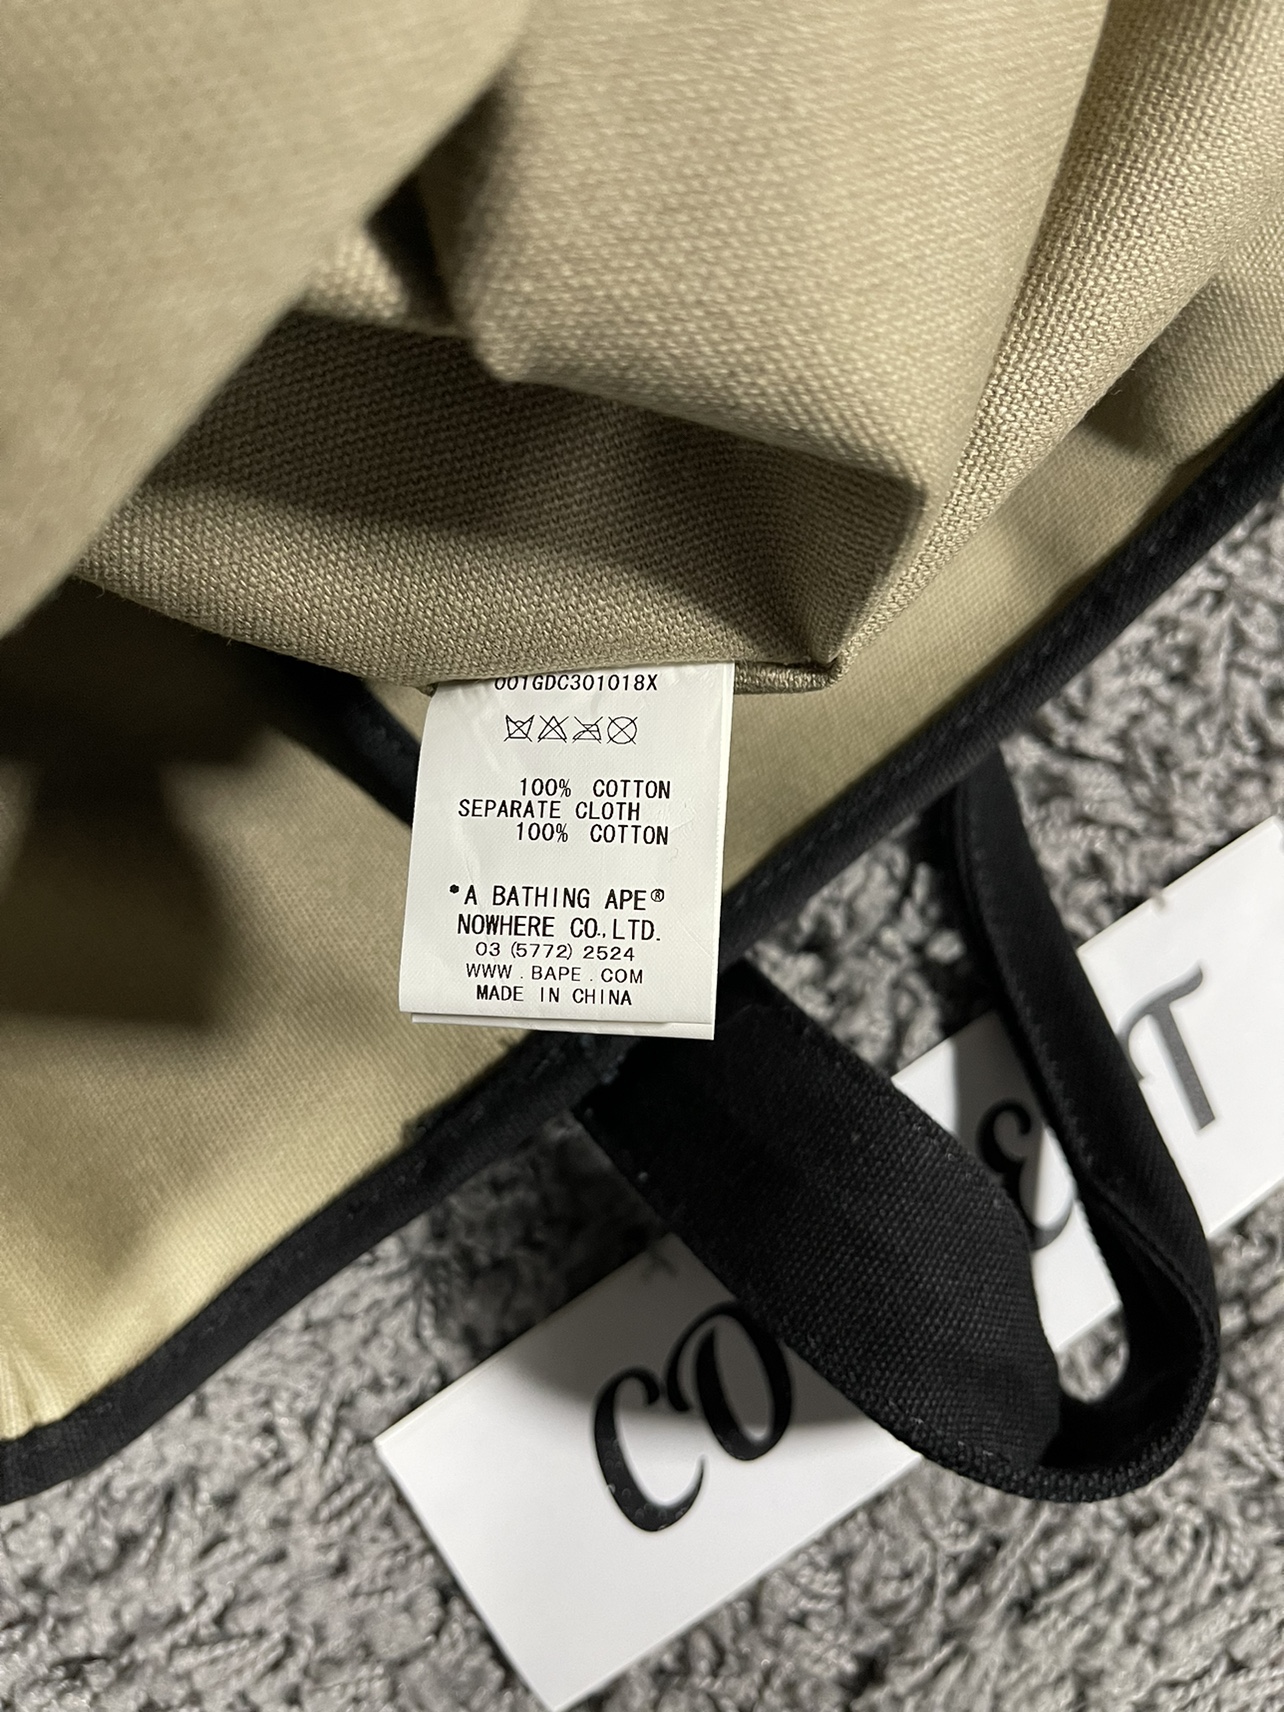 001GDC301018X
100% COTTON
SEPARATE CLOTH
100% COTTON
*A BATHING APE®
NOWHERE CO.,LTD.
03 (5772) 2524
WWW.BAPE.COM
MADE IN CHINA